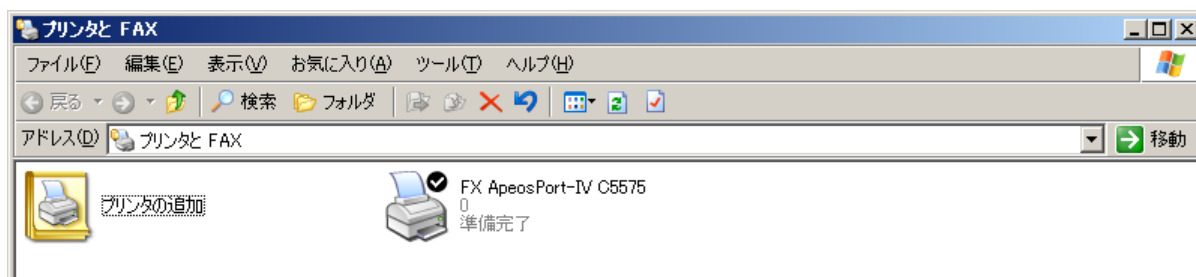 プリンタと FAX
ファイル(F) 編集(E) 表示(V) お気に入り(A) ツール(T) ヘルプ(H)
戻る 検索 フォルダ
アドレス(D) プリンタと FAX 移動
プリンタの追加
FX ApeosPort-IV C5575
0
準備完了